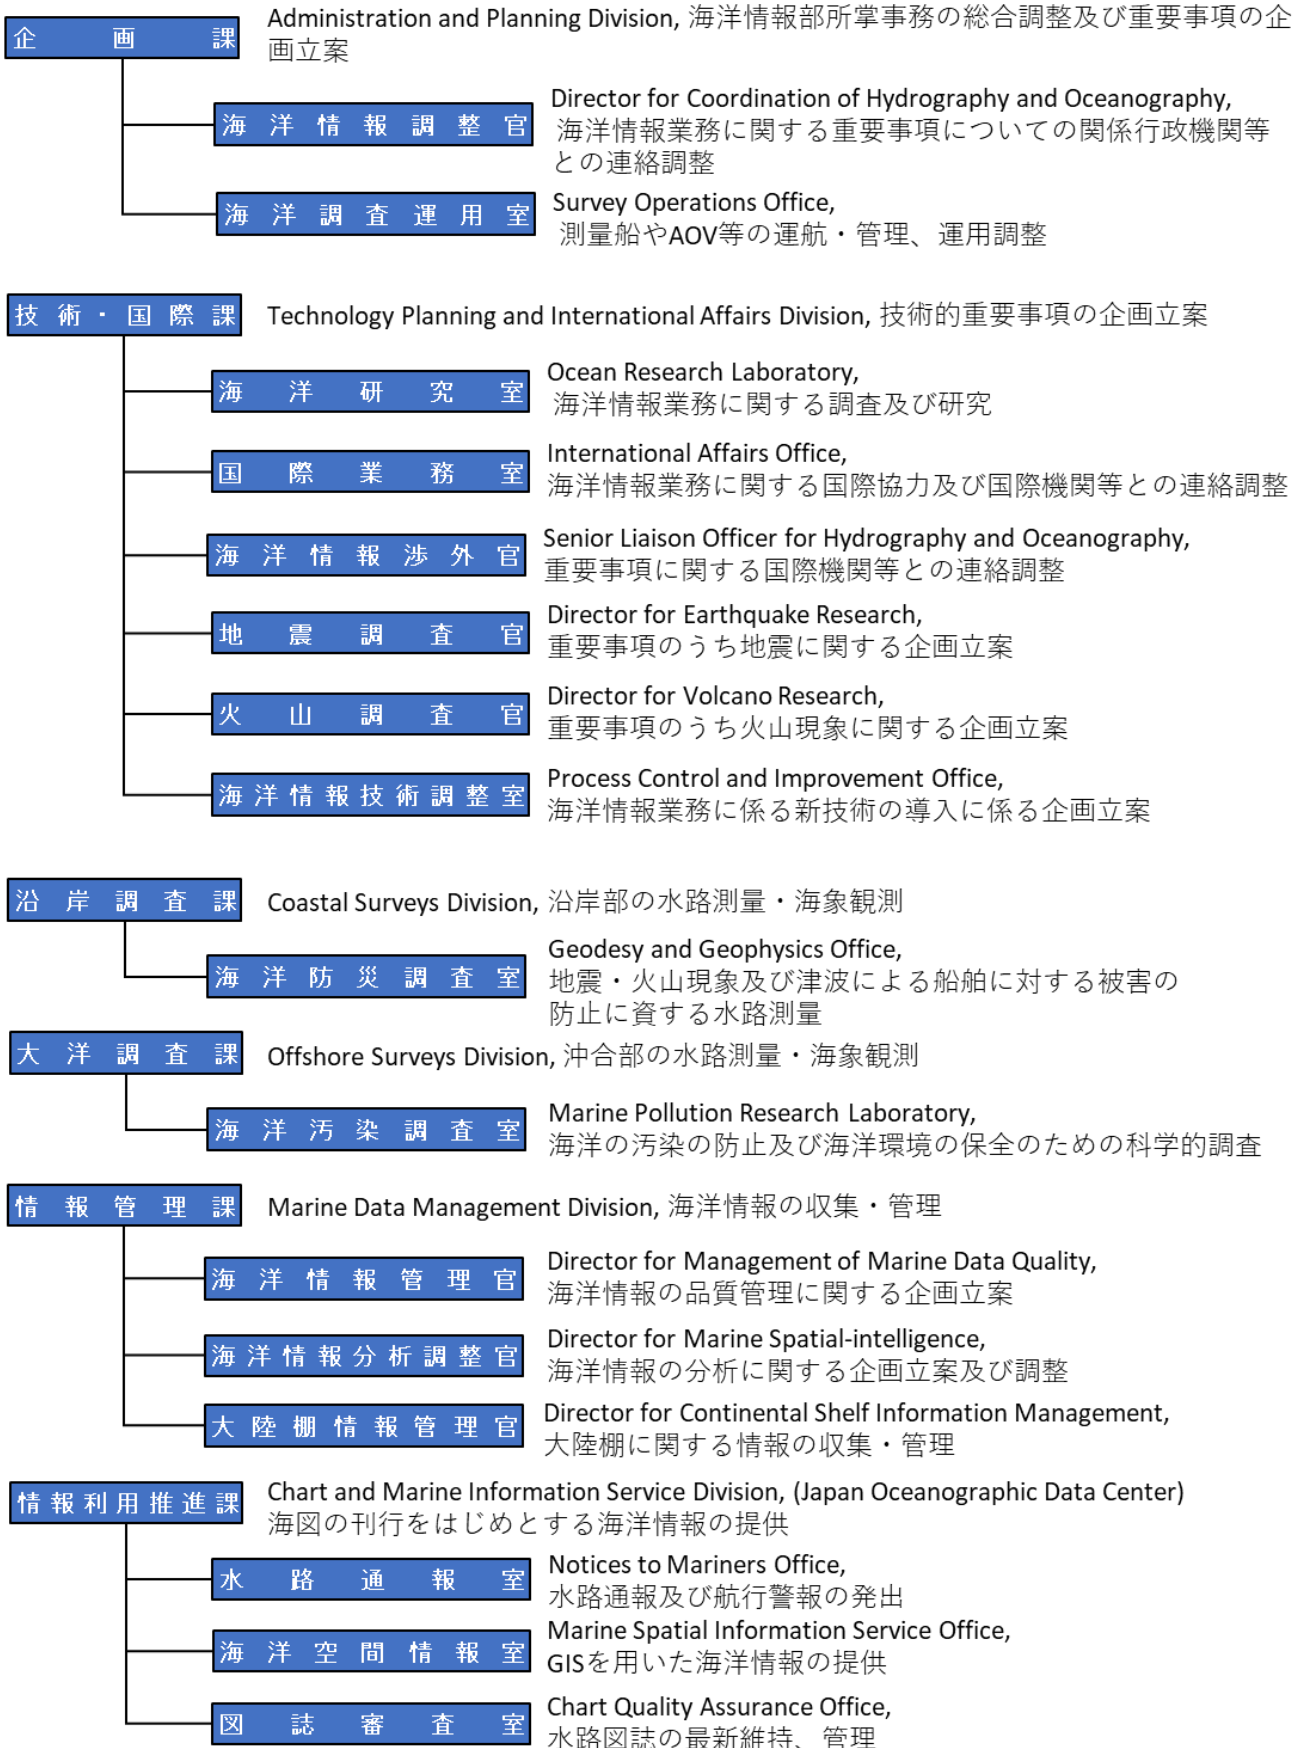 企画課
Administration and Planning Division, 海洋情報部所掌事務の総合調整及び重要事項の企
画立案
海洋情報調整官
Director for Coordination of Hydrography and Oceanography,
海洋情報業務に関する重要事項についての関係行政機関等
との連絡調整
海洋調査運用室
Survey Operations Office,
測量船やAOV等の運航・管理、運用調整
技術・国際課
Technology Planning and International Affairs Division, 技術的重要事項の企画立案
海洋研究室
Ocean Research Laboratory,
海洋情報業務に関する調査及び研究
国際業務室
International Affairs Office,
海洋情報業務に関する国際協力及び国際機関等との連絡調整
海洋情報渉外官
Senior Liaison Officer for Hydrography and Oceanography,
重要事項に関する国際機関等との連絡調整
地震調査官
Director for Earthquake Research,
重要事項のうち地震に関する企画立案
火山調査官
Director for Volcano Research,
重要事項のうち火山現象に関する企画立案
海洋情報技術調整室
Process Control and Improvement Office,
海洋情報業務に係る新技術の導入に係る企画立案
沿岸調査課
Coastal Surveys Division, 沿岸部の水路測量・海象観測
海洋防災調査室
Geodesy and Geophysics Office,
地震・火山現象及び津波による船舶に対する被害の
防止に資する水路測量
大洋調査課
Offshore Surveys Division, 沖合部の水路測量・海象観測
海洋汚染調査室
Marine Pollution Research Laboratory,
海洋の汚染の防止及び海洋環境の保全のための科学的調査
情報管理課
Marine Data Management Division, 海洋情報の収集・管理
海洋情報管理官
Director for Management of Marine Data Quality,
海洋情報の品質管理に関する企画立案
海洋情報分析調整官
Director for Marine Spatial-intelligence,
海洋情報の分析に関する企画立案及び調整
大陸棚情報管理官
Director for Continental Shelf Information Management,
大陸棚に関する情報の収集・管理
情報利用推進課
Chart and Marine Information Service Division, (Japan Oceanographic Data Center)
海図の刊行をはじめとする海洋情報の提供
水路通報室
Notices to Mariners Office,
水路通報及び航行警報の発出
海洋空間情報室
Marine Spatial Information Service Office,
GISを用いた海洋情報の提供
図誌審査室
Chart Quality Assurance Office,
水路図誌の最新維持、管理